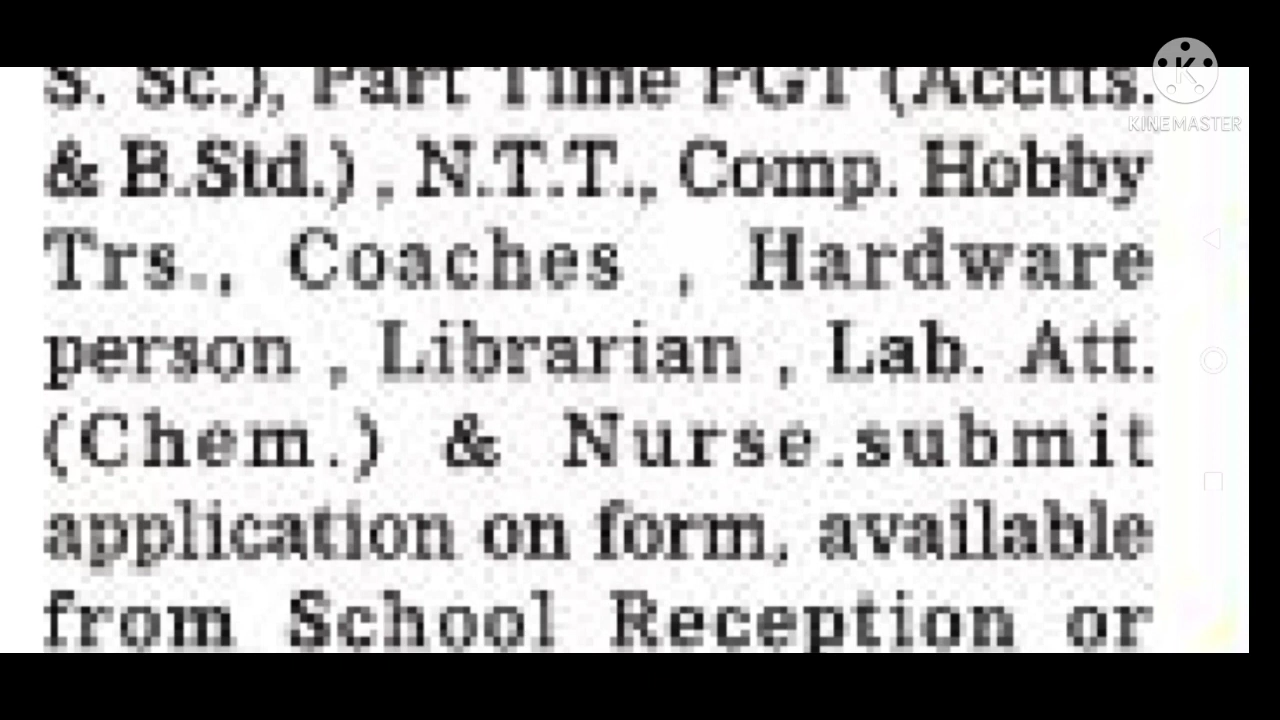 S. Sc.), Part Time PGT (Acctts.
& B.Std.) , N.T.T., Comp. Hobby
Trs., Coaches , Hardware
person , Librarian , Lab. Att.
(Chem.) & Nurse.submit
application on form, available
from School Reception or
K
KINEMASTER